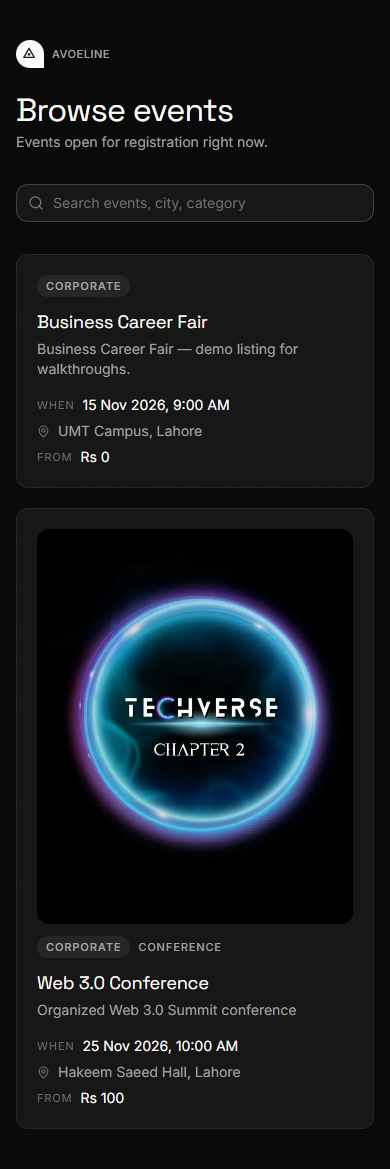 AVOELINE
Browse events
Events open for registration right now.
Search events, city, category
CORPORATE
Business Career Fair
Business Career Fair — demo listing for
walkthroughs.
WHEN 15 Nov 2026, 9:00 AM
UMT Campus, Lahore
FROM Rs 0
TECHVERSE
CHAPTER 2
CORPORATE CONFERENCE
Web 3.0 Conference
Organized Web 3.0 Summit conference
WHEN 25 Nov 2026, 10:00 AM
Hakeem Saeed Hall, Lahore
FROM Rs 100